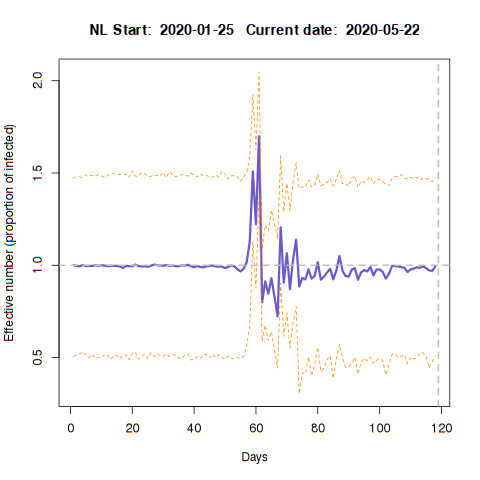 NL Start:  2020-01-25   Current date:  2020-05-22
Effective number (proportion of infected)
2.0
1.5
1.0
0.5
0 20 40 60 80 100 120
Days